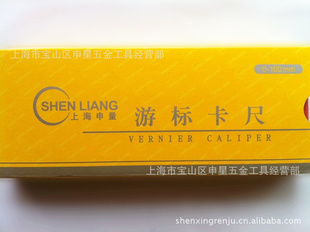 上海市宝山区申星五金工具经营部
SHEN LIANG
上海申量
游标卡尺
VERNIER CALIPER
上海市宝山区申星五金工具经营部
shenxingrenju.1688.com